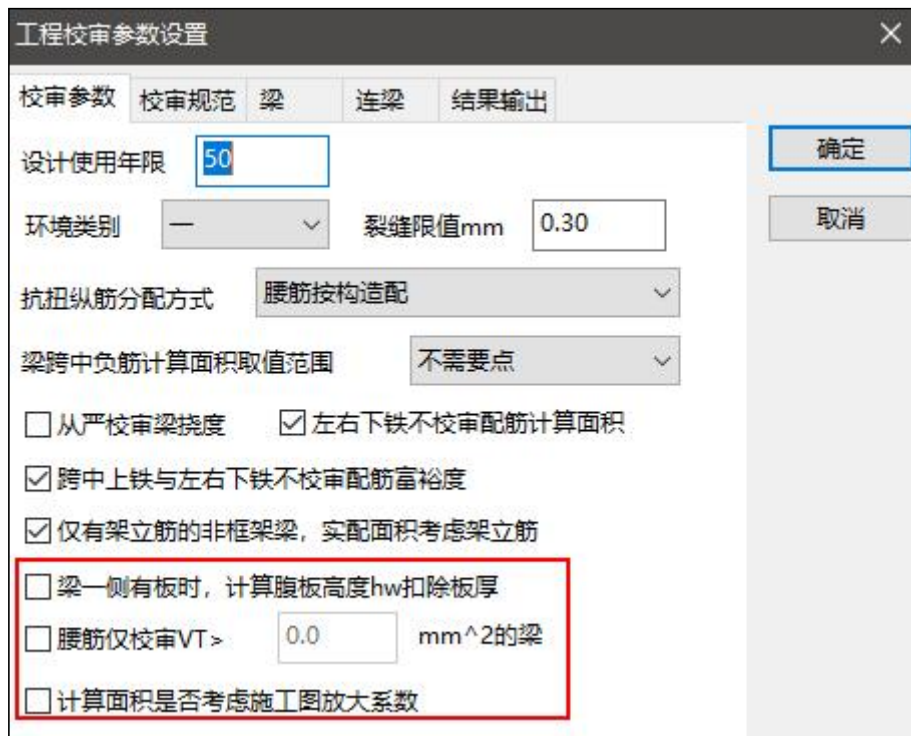 工程校审参数设置
校审参数 校审规范 梁 连梁 结果输出
设计使用年限 50 确定
环境类别 一 裂缝限值mm 0.30 取消
抗扭纵筋分配方式 腰筋按构造配
梁跨中负筋计算面积取值范围 不需要点
从严校审梁挠度 左右下铁不校审配筋计算面积
跨中上铁与左右下铁不校审配筋富裕度
仅有架立筋的非框架梁，实配面积考虑架立筋
梁一侧有板时，计算腹板高度hw扣除板厚
腰筋仅校审VT> 0.0 mm^2的梁
计算面积是否考虑施工图放大系数